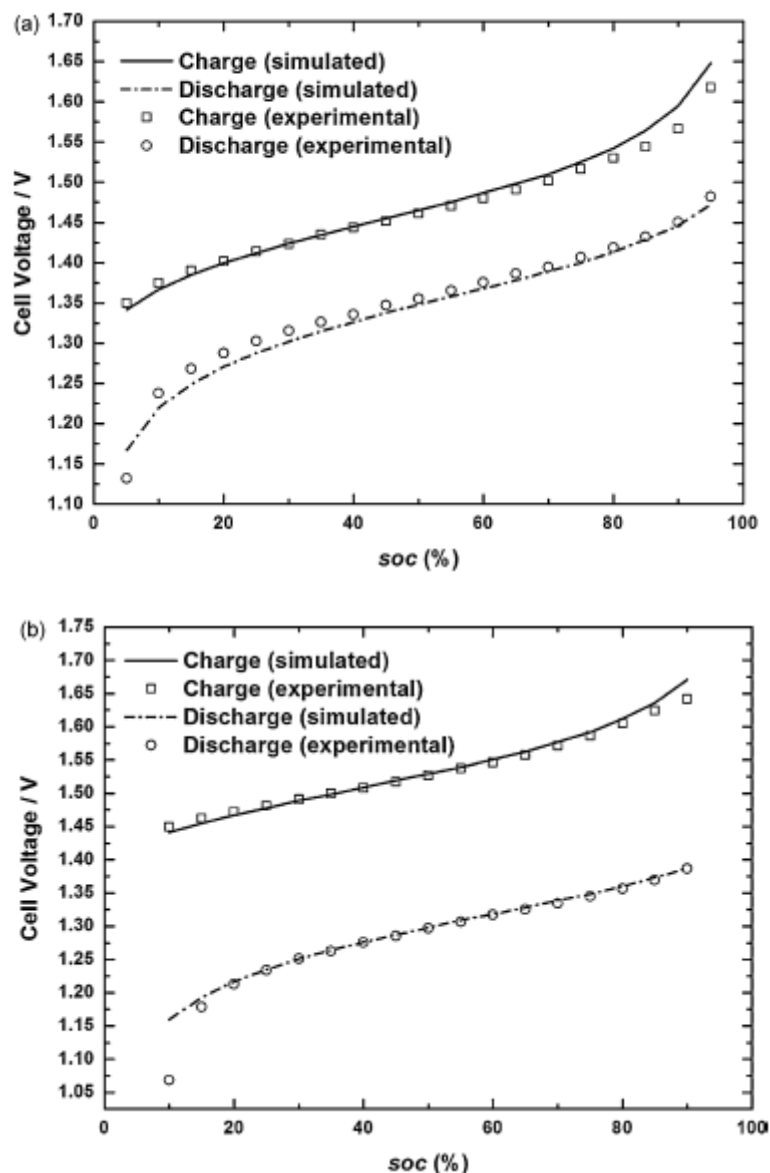 (a)
1.70
1.65
1.60
1.55
1.50
1.45
1.40
1.35
1.30
1.25
1.20
1.15
1.10
Cell Voltage / V
Charge (simulated)
Discharge (simulated)
Charge (experimental)
Discharge (experimental)
0 20 40 60 80 100
soc (%)
(b)
1.75
1.70
1.65
1.60
1.55
1.50
1.45
1.40
1.35
1.30
1.25
1.20
1.15
1.10
1.05
Cell Voltage / V
Charge (simulated)
Charge (experimental)
Discharge (simulated)
Discharge (experimental)
0 20 40 60 80 100
soc (%)